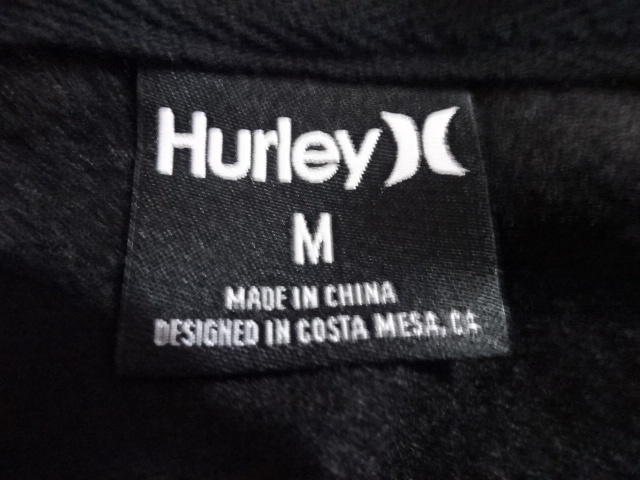 Hurley
M
MADE IN CHINA
DESIGNED IN COSTA MESA, CA